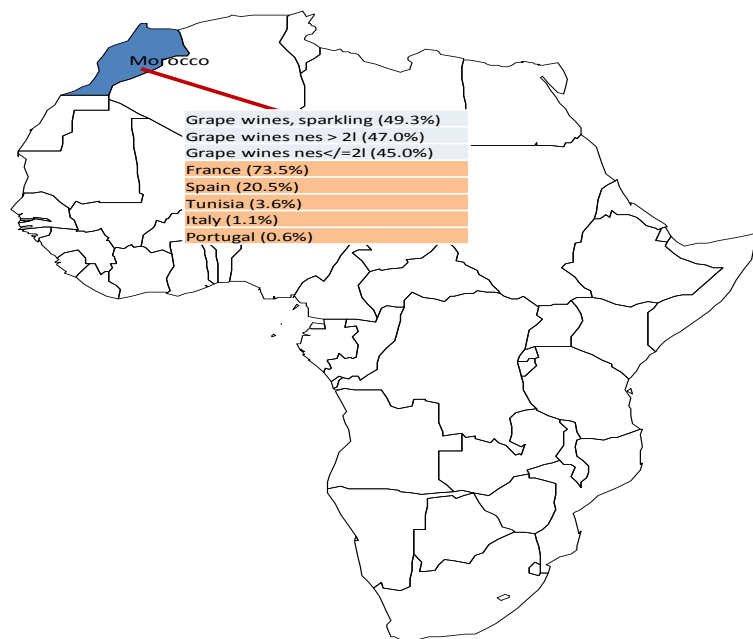 Morocco
Grape wines, sparkling (49.3%)
Grape wines nes > 2l (47.0%)
Grape wines nes</=2l (45.0%)
France (73.5%)
Spain (20.5%)
Tunisia (3.6%)
Italy (1.1%)
Portugal (0.6%)